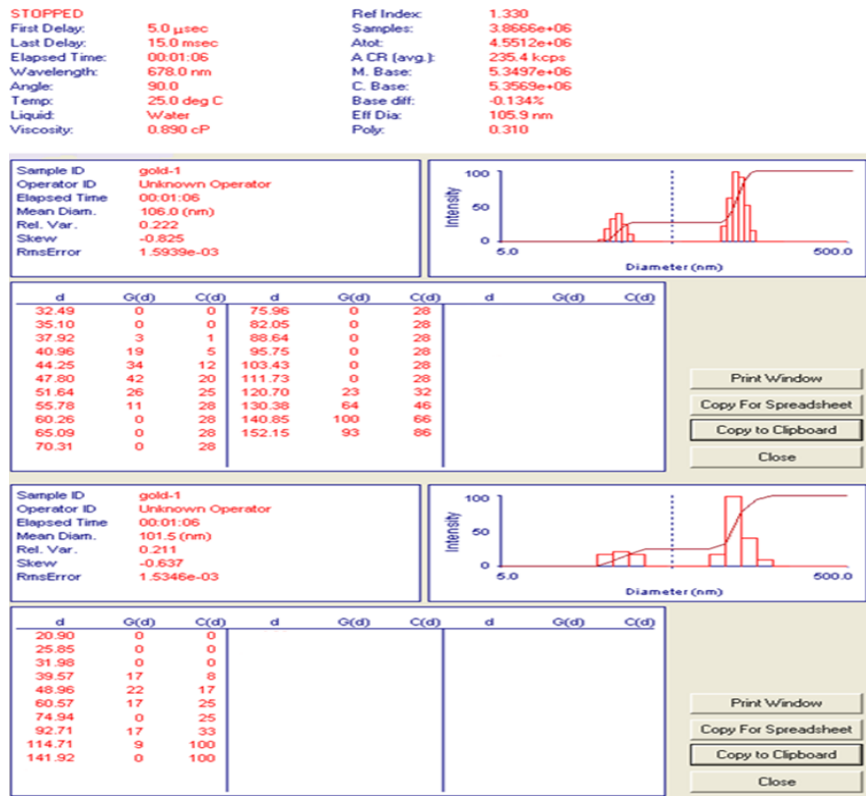 STOPPED
First Delay: 5.0 µsec
Last Delay: 15.0 msec
Elapsed Time: 00:01:06
Wavelength: 678.0 nm
Angle: 90.0
Temp: 25.0 deg C
Liquid: Water
Viscosity: 0.890 cP
Ref Index: 1.330
Samples: 3.8666e+06
Atot: 4.5512e+06
A CR (avg.): 235.4 kcps
M. Base: 5.3497e+06
C. Base: 5.3569e+06
Base diff: -0.134%
Eff Dia: 105.9 nm
Poly: 0.310
Sample ID gold-1
Operator ID Unknown Operator
Elapsed Time 00:01:06
Mean Diam. 106.0 (nm)
Rel. Var. 0.222
Skew -0.825
RmsError 1.5939e-03
Intensity
100
50
0
5.0 500.0
Diameter (nm)
d G(d) C(d) d G(d) C(d) d G(d) C(d)
32.49 0 0 75.96 0 28
35.10 0 0 82.05 0 28
37.92 3 1 88.64 0 28
40.96 19 5 95.75 0 28
44.25 34 12 103.43 0 28
47.80 42 20 111.73 0 28
51.64 26 25 120.70 23 32
55.78 11 28 130.38 64 46
60.26 0 28 140.85 100 66
65.09 0 28 152.15 93 86
70.31 0 28
Print Window
Copy For Spreadsheet
Copy to Clipboard
Close
Sample ID gold-1
Operator ID Unknown Operator
Elapsed Time 00:01:06
Mean Diam. 101.5 (nm)
Rel. Var. 0.211
Skew -0.637
RmsError 1.5346e-03
Intensity
100
50
0
5.0 500.0
Diameter (nm)
d G(d) C(d) d G(d) C(d) d G(d) C(d)
20.90 0 0
25.85 0 0
31.98 0 0
39.57 17 8
48.96 22 17
60.57 17 25
74.94 0 25
92.71 17 33
114.71 9 100
141.92 0 100
Print Window
Copy For Spreadsheet
Copy to Clipboard
Close